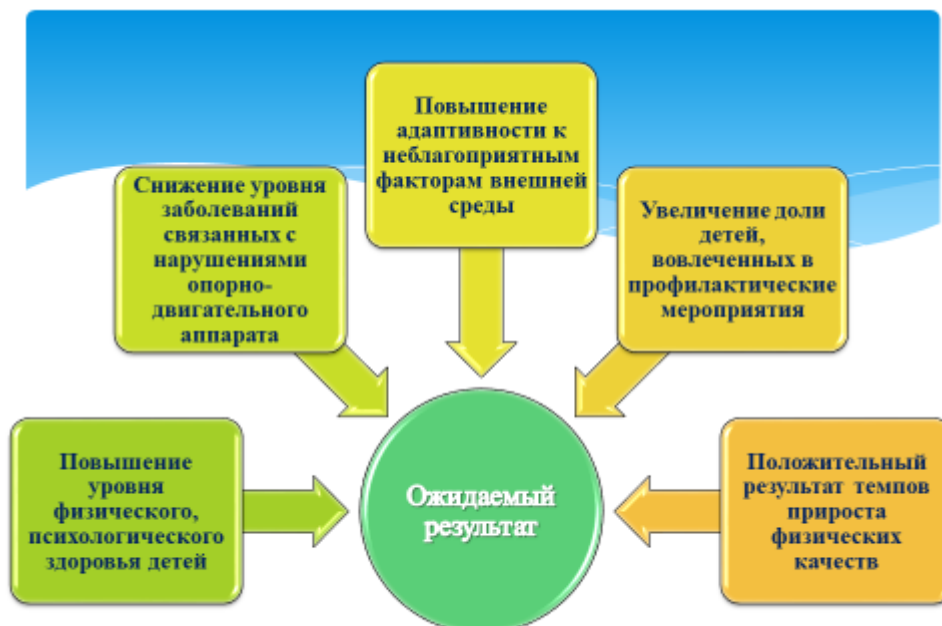 Повышение
адаптивности к
неблагоприятным
факторам внешней
среды
Снижение уровня
заболеваний
связанных с
нарушениями
опорно-
двигательного
аппарата
Увеличение доли
детей,
вовлеченных в
профилактические
мероприятия
Повышение
уровня
физического,
психологического
здоровья детей
Ожидаемый
результат
Положительный
результат темпов
прироста
физических
качеств